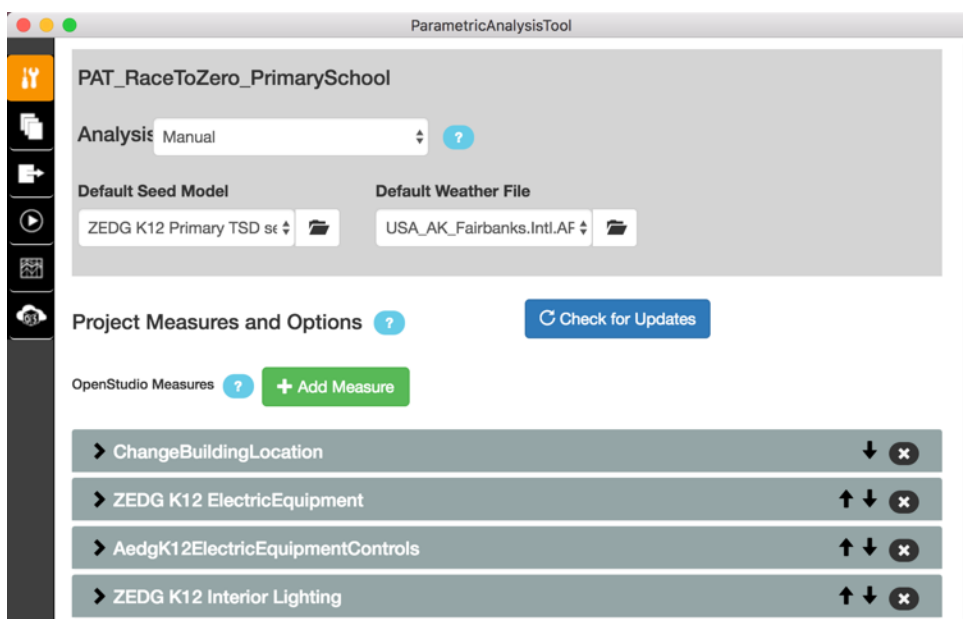 ParametricAnalysisTool
PAT_RaceToZero_PrimarySchool
Analysis Manual ?
Default Seed Model Default Weather File
ZEDG K12 Primary TSD se USA_AK_Fairbanks.Intl.AF
Project Measures and Options ? Check for Updates
OpenStudio Measures ? + Add Measure
ChangeBuildingLocation
ZEDG K12 ElectricEquipment
AedgK12ElectricEquipmentControls
ZEDG K12 Interior Lighting